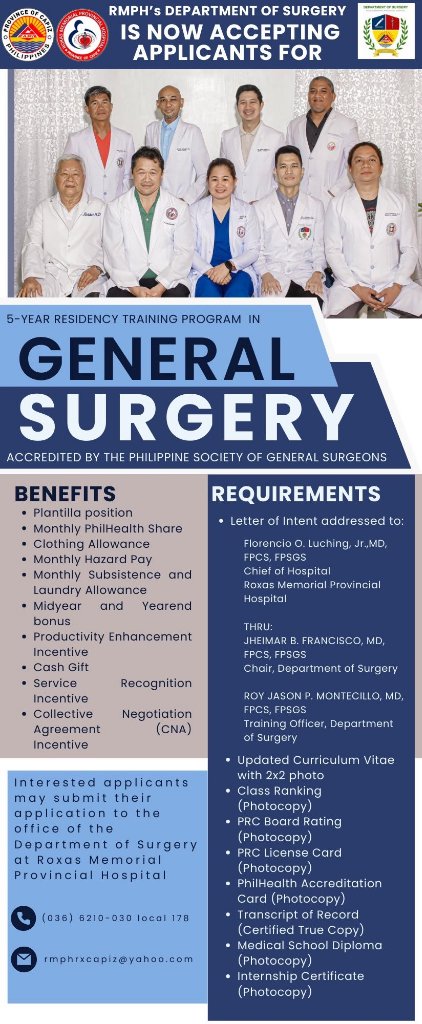 RMPH's DEPARTMENT OF SURGERY
IS NOW ACCEPTING
APPLICANTS FOR
PROVINCE OF CAPIZ
PHILIPPINES
DEPARTMENT OF SURGERY
5-YEAR RESIDENCY TRAINING PROGRAM IN
GENERAL
SURGERY
ACCREDITED BY THE PHILIPPINE SOCIETY OF GENERAL SURGEONS
BENEFITS
• Plantilla position
• Monthly PhilHealth Share
• Clothing Allowance
• Monthly Hazard Pay
• Monthly Subsistence and
Laundry Allowance
• Midyear and Yearend
bonus
• Productivity Enhancement
Incentive
• Cash Gift
• Service Recognition
Incentive
• Collective Negotiation
Agreement (CNA)
Incentive
Interested applicants
may submit their
application to the
office of the
Department of Surgery
at Roxas Memorial
Provincial Hospital
(036) 6210-030 local 178
rmphrxcapiz@yahoo.com
REQUIREMENTS
• Letter of Intent addressed to:
Florencio O. Luching, Jr.,MD,
FPCS, FPSGS
Chief of Hospital
Roxas Memorial Provincial
Hospital
THRU:
JHEIMAR B. FRANCISCO, MD,
FPCS, FPSGS
Chair, Department of Surgery
ROY JASON P. MONTECILLO, MD,
FPCS, FPSGS
Training Officer, Department
of Surgery
• Updated Curriculum Vitae
with 2x2 photo
• Class Ranking
(Photocopy)
• PRC Board Rating
(Photocopy)
• PRC License Card
(Photocopy)
• PhilHealth Accreditation
Card (Photocopy)
• Transcript of Record
(Certified True Copy)
• Medical School Diploma
(Photocopy)
• Internship Certificate
(Photocopy)